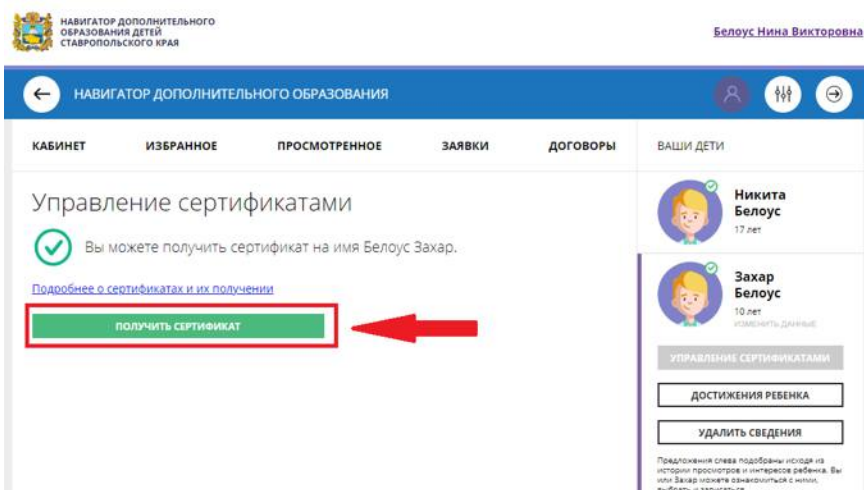 НАВИГАТОР ДОПОЛНИТЕЛЬНОГО
ОБРАЗОВАНИЯ ДЕТЕЙ
СТАВРОПОЛЬСКОГО КРАЯ
Белоус Нина Викторовна
НАВИГАТОР ДОПОЛНИТЕЛЬНОГО ОБРАЗОВАНИЯ
КАБИНЕТ ИЗБРАННОЕ ПРОСМОТРЕННОЕ ЗАЯВКИ ДОГОВОРЫ
Управление сертификатами
Вы можете получить сертификат на имя Белоус Захар.
Подробнее о сертификатах и их получении
ПОЛУЧИТЬ СЕРТИФИКАТ
ВАШИ ДЕТИ
Никита
Белоус
17 лет
Захар
Белоус
10 лет
ИЗМЕНИТЬ ДАННЫЕ
УПРАВЛЕНИЕ СЕРТИФИКАТАМИ
ДОСТИЖЕНИЯ РЕБЕНКА
УДАЛИТЬ СВЕДЕНИЯ
Предложения слева подобраны исходя из
истории просмотров и интересов ребенка. Вы
или Захар можете ознакомиться с ними,
выбрать и записаться